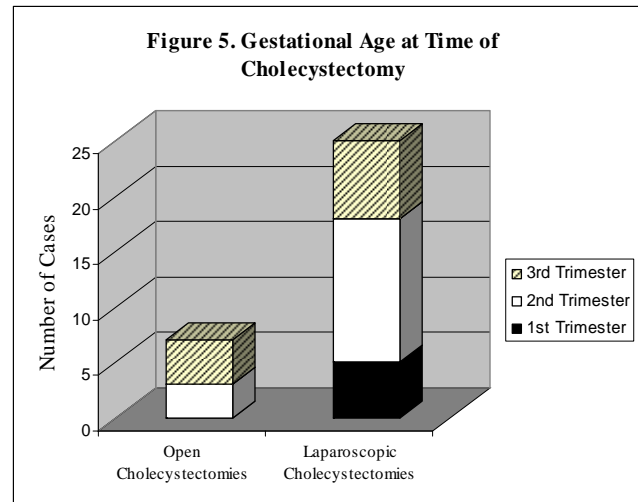 Figure 5. Gestational Age at Time of
Cholecystectomy
Number of Cases
25
20
15
10
5
0
Open
Cholecystectomies
Laparoscopic
Cholecystectomies
3rd Trimester
2nd Trimester
1st Trimester